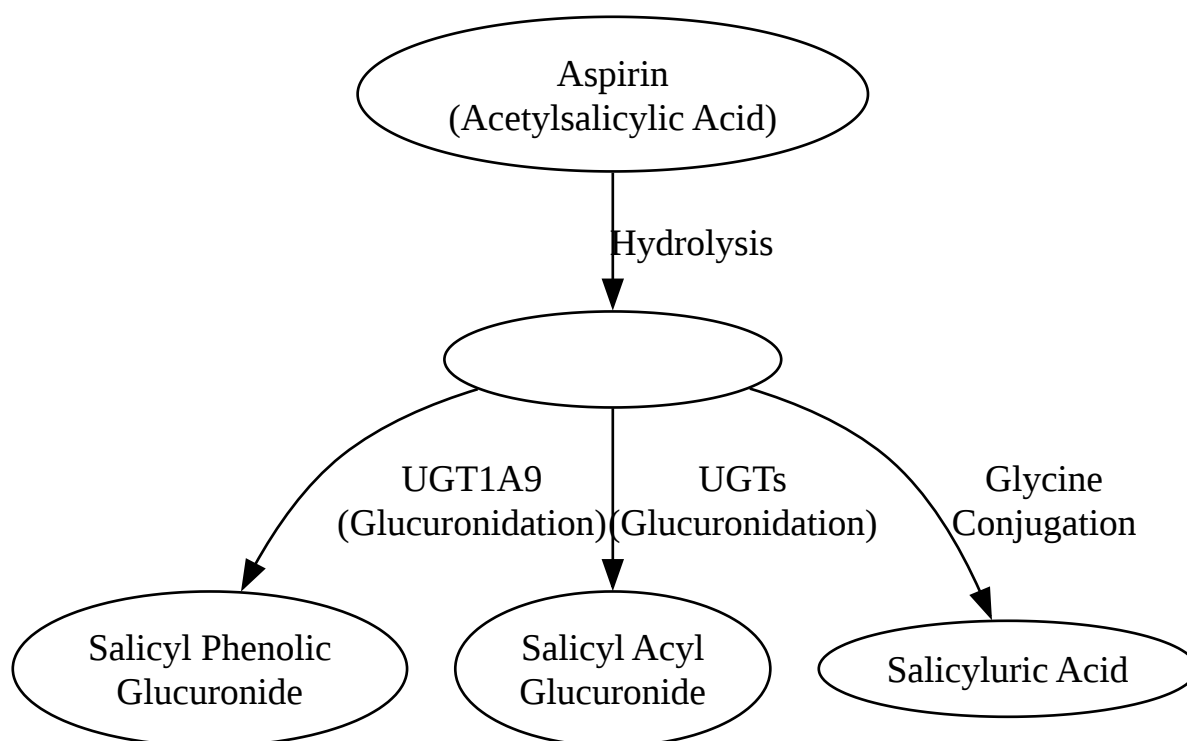 Aspirin
(Acetylsalicylic Acid)
Hydrolysis
UGT1A9
(Glucuronidation)
UGTs
(Glucuronidation)
Glycine
Conjugation
Salicyl Phenolic
Glucuronide
Salicyl Acyl
Glucuronide
Salicyluric Acid